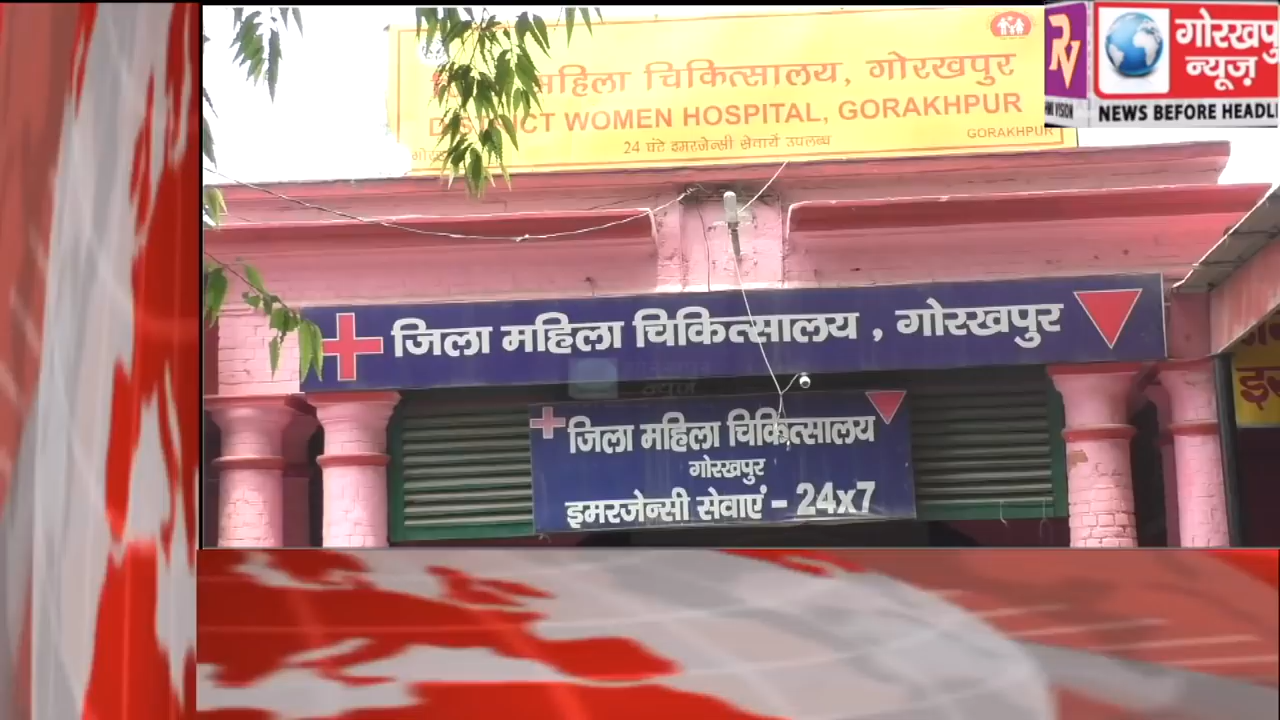 महिला चिकित्सालय, गोरखपुर
DISTRICT WOMEN HOSPITAL, GORAKHPUR
24 घंटे इमरजेन्सी सेवायें उपलब्ध
GORAKHPUR
गोरखपु
न्यूज़
NEWS BEFORE HEADL
जिला महिला चिकित्सालय , गोरखपुर
जिला महिला चिकित्सालय
गोरखपुर
इमरजेन्सी सेवाएं - 24x7